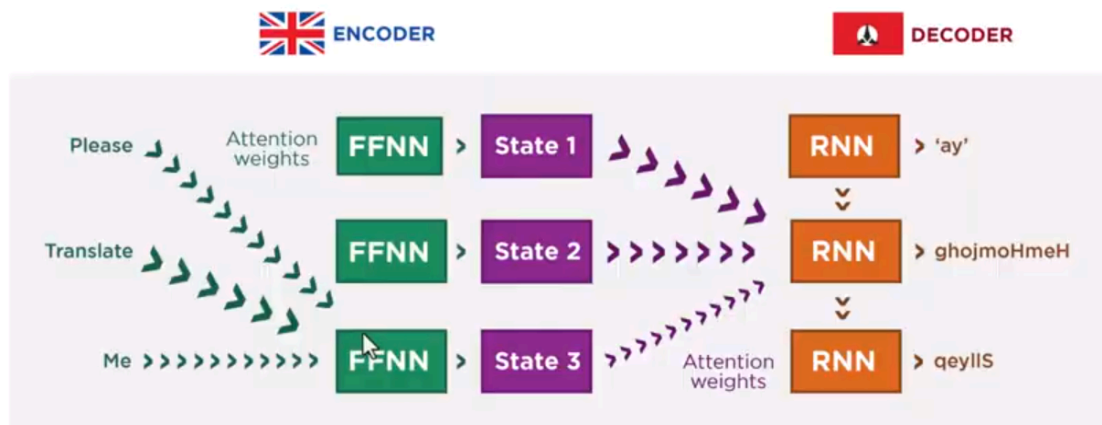 ENCODER
DECODER
Please
Attention
weights
FFNN
State 1
RNN
‘ay’
Translate
FFNN
State 2
RNN
ghojmoHmeH
Me
FFNN
State 3
Attention
weights
RNN
qeylIS